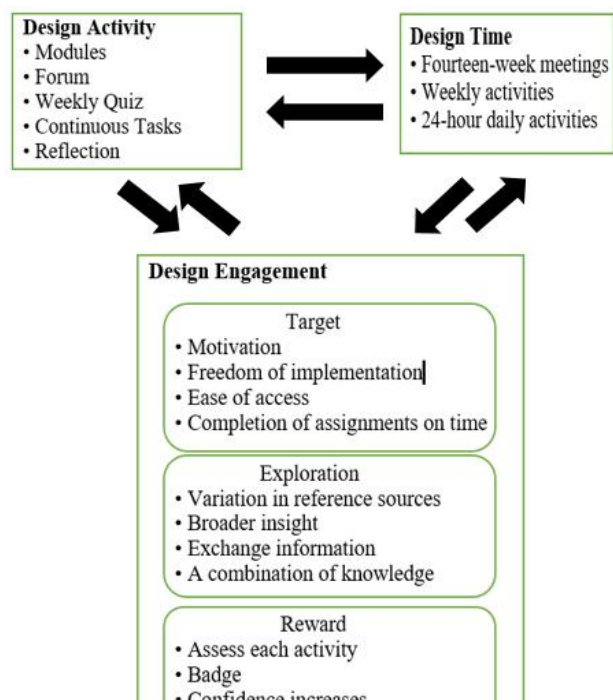 Design Activity
• Modules
• Forum
• Weekly Quiz
• Continuous Tasks
• Reflection
Design Time
• Fourteen-week meetings
• Weekly activities
• 24-hour daily activities
Design Engagement
Target
• Motivation
• Freedom of implementation
• Ease of access
• Completion of assignments on time
Exploration
• Variation in reference sources
• Broader insight
• Exchange information
• A combination of knowledge
Reward
• Assess each activity
• Badge
• Confidence increases